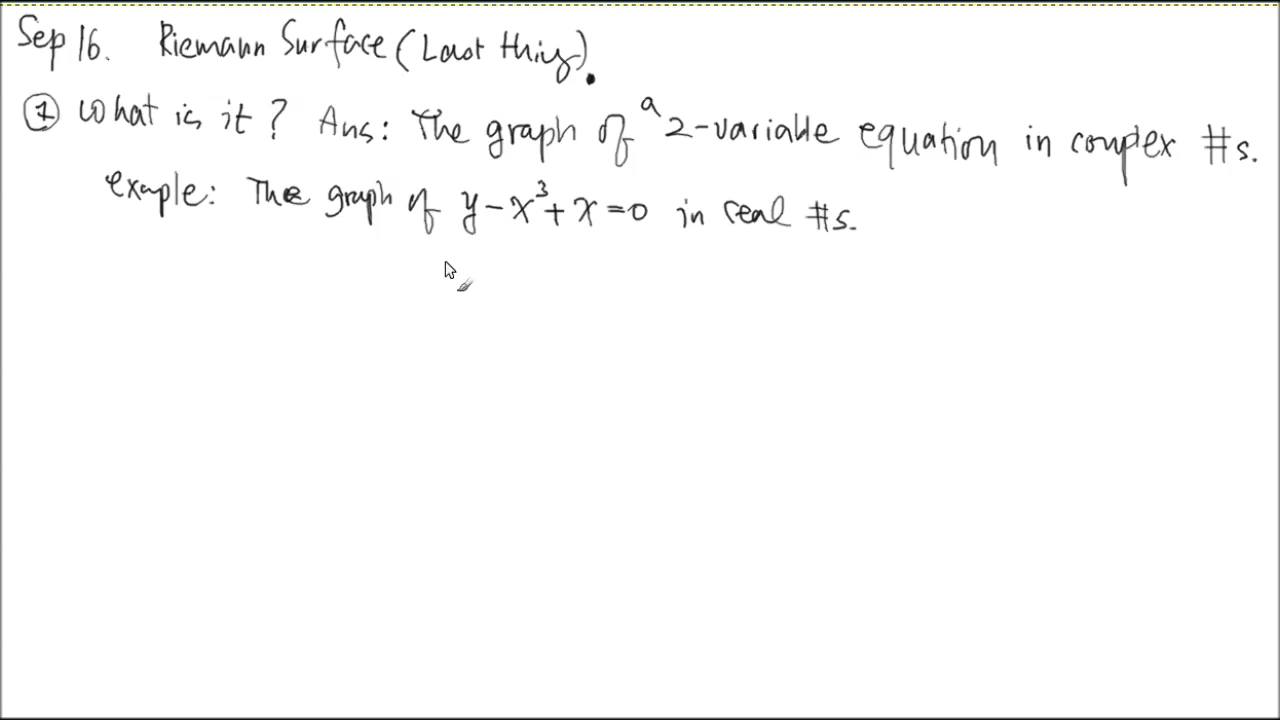 Sep 16. Riemann Surface (Last thing).
① What is it? Ans: The graph of a 2-variable equation in complex #s.
example: The graph of y - x³ + x = 0 in real #s.